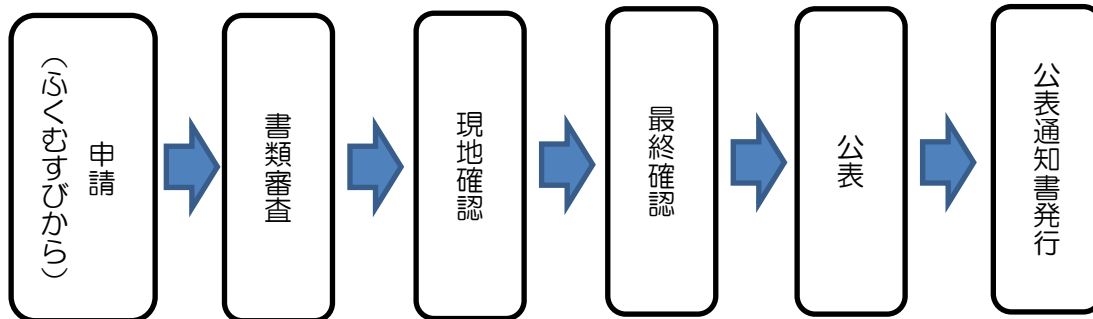 申請
（ふくむすびから）
書類審査
現地確認
最終確認
公表
公表通知書発行